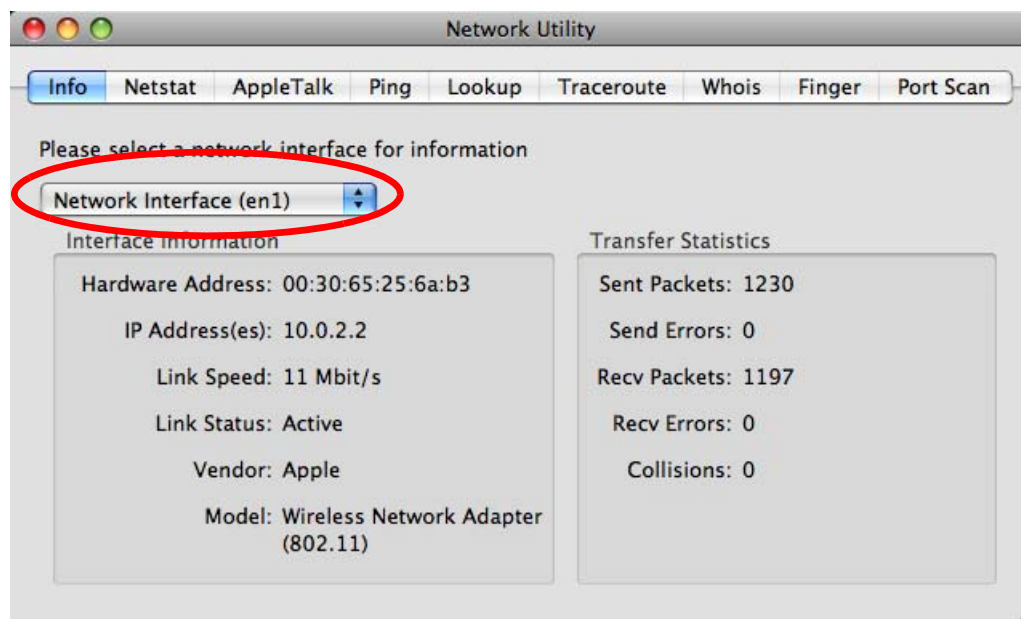 Network Utility
Info Netstat AppleTalk Ping Lookup Traceroute Whois Finger Port Scan
Please select a network interface for information
Network Interface (en1)
Interface Information
Hardware Address: 00:30:65:25:6a:b3
IP Address(es): 10.0.2.2
Link Speed: 11 Mbit/s
Link Status: Active
Vendor: Apple
Model: Wireless Network Adapter
(802.11)
Transfer Statistics
Sent Packets: 1230
Send Errors: 0
Recv Packets: 1197
Recv Errors: 0
Collisions: 0